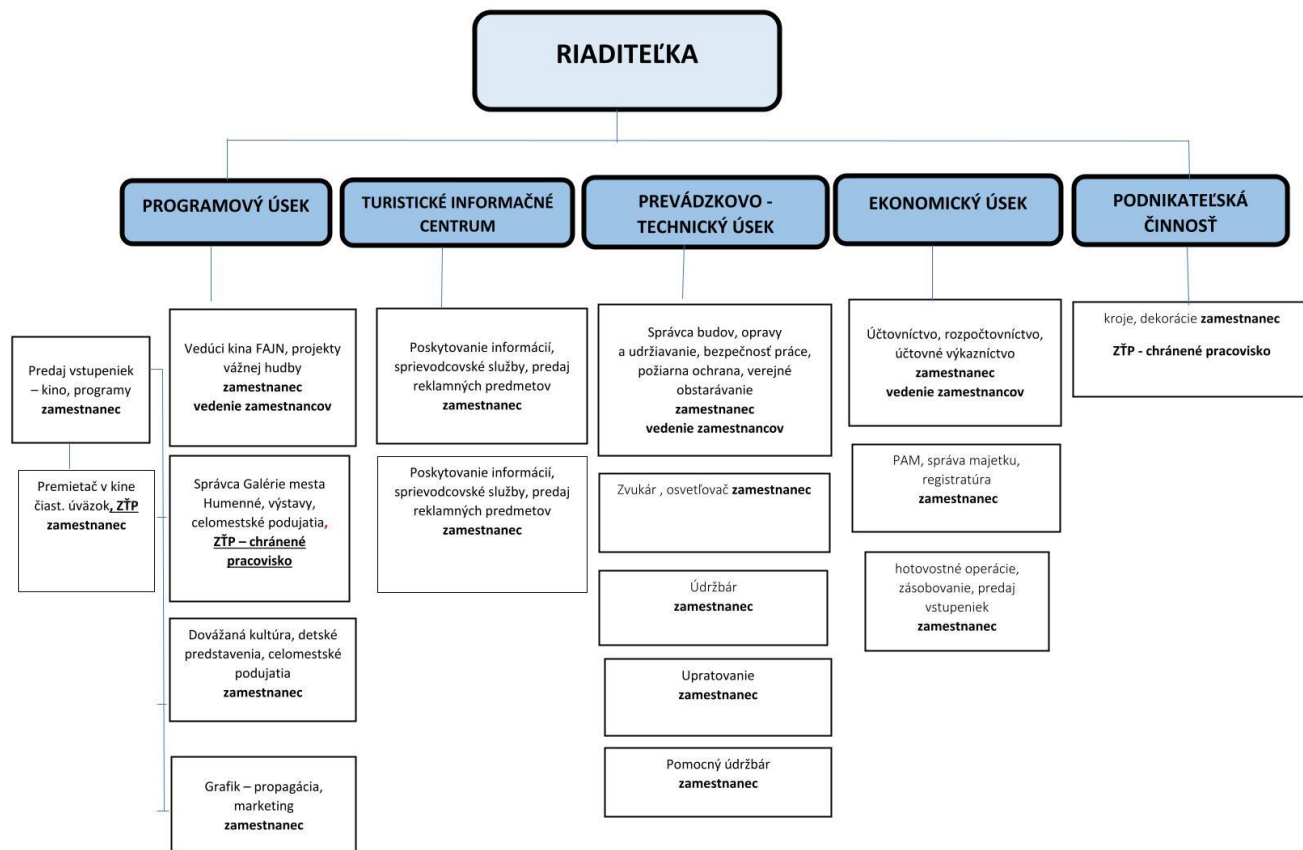 RIADITEĽKA
PROGRAMOVÝ ÚSEK
TURISTICKÉ INFORMAČNÉ
CENTRUM
PREVÁDZKOVO -
TECHNICKÝ ÚSEK
EKONOMICKÝ ÚSEK
PODNIKATEĽSKÁ
ČINNOSŤ
Predaj vstupeniek
– kino, programy
zamestnanec
Premietač v kine
čiast. úväzok, ZŤP
zamestnanec
Vedúci kina FAJN, projekty
vážnej hudby
zamestnanec
vedenie zamestnancov
Správca Galérie mesta
Humenné, výstavy,
celomestské podujatia,
ZŤP – chránené
pracovisko
Dovážaná kultúra, detské
predstavenia, celomestské
podujatia
zamestnanec
Grafik – propagácia,
marketing
zamestnanec
Poskytovanie informácií,
sprievodcovské služby, predaj
reklamných predmetov
zamestnanec
Poskytovanie informácií,
sprievodcovské služby, predaj
reklamných predmetov
zamestnanec
Správca budov, opravy
a udržiavanie, bezpečnosť práce,
požiarna ochrana, verejné
obstarávanie
zamestnanec
vedenie zamestnancov
Zvukár , osvetľovač zamestnanec
Údržbár
zamestnanec
Upratovanie
zamestnanec
Pomocný údržbár
zamestnanec
Účtovníctvo, rozpočtovníctvo,
účtovné výkazníctvo
zamestnanec
vedenie zamestnancov
PAM, správa majetku,
registratúra
zamestnanec
hotovostné operácie,
zásobovanie, predaj
vstupeniek
zamestnanec
kroje, dekorácie zamestnanec
ZŤP - chránené pracovisko